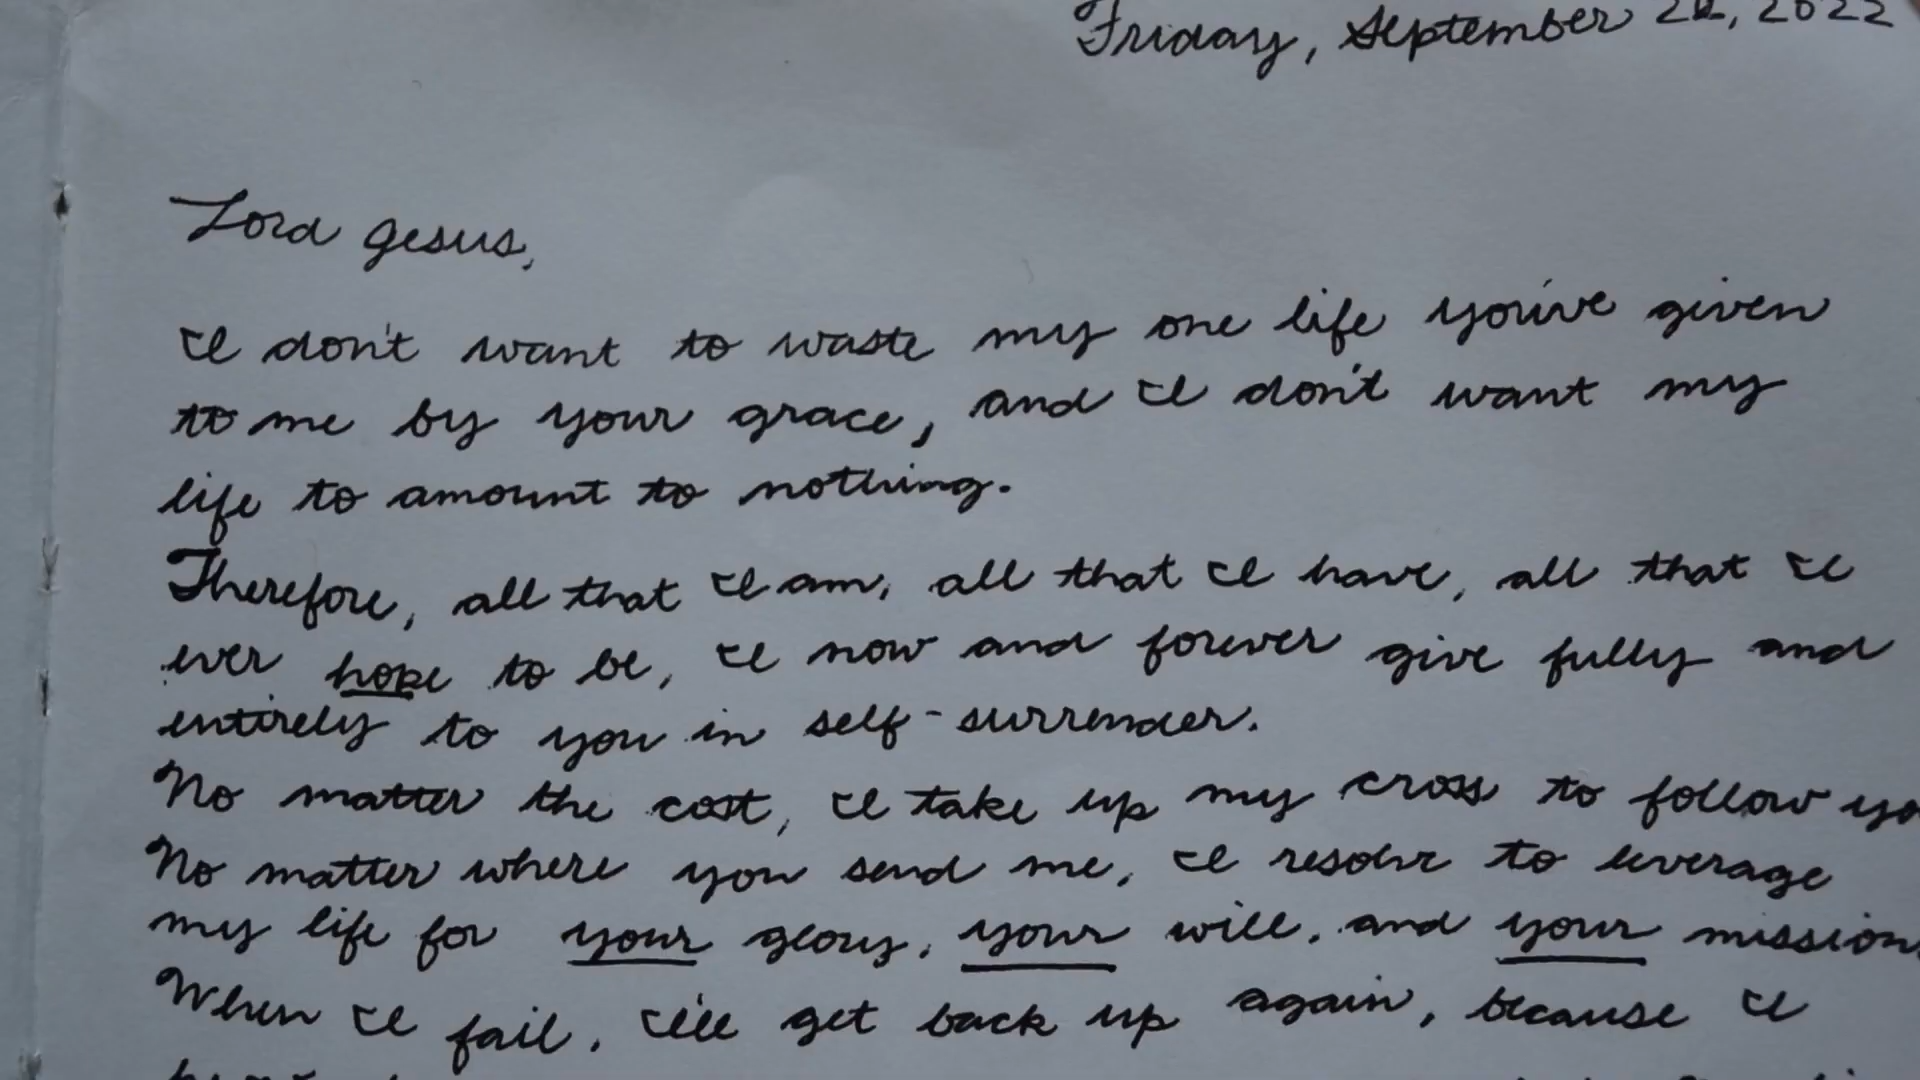 Friday, September 2022
Lord Jesus,
I don't want to waste my one life you've given
to me by your grace, and I don't want my
life to amount to nothing.
Therefore, all that I am, all that I have, all that I
ever hope to be, I now and forever give fully and
entirely to you in self-surrender.
No matter the cost, I take up my cross to follow yo
No matter where you send me, I resolve to leverage
my life for your glory, your will, and your mission.
When I fail, I'll get back up again, because I